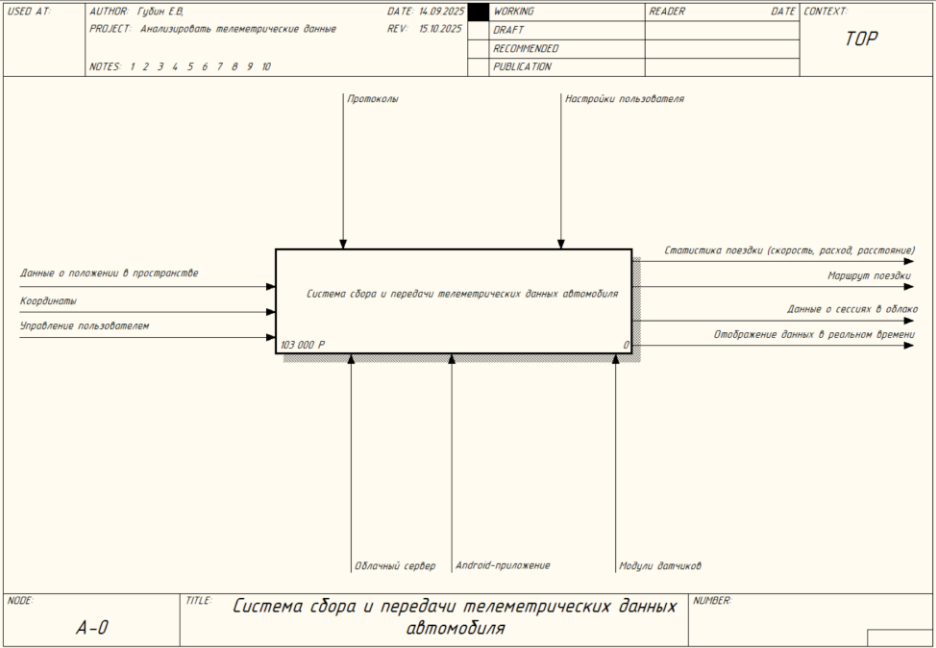 USED AT:
AUTHOR: Губин Е.В,
DATE: 14.09.2025
WORKING
READER
DATE
CONTEXT:
PROJECT: Анализировать телеметрические данные
REV: 15.10.2025
DRAFT
TOP
RECOMMENDED
NOTES: 1 2 3 4 5 6 7 8 9 10
PUBLICATION
Протоколы
Настройки пользователя
Статистика поездки (скорость, расход, расстояние)
Данные о положении в пространстве
Маршрут поездки
Система сбора и передачи телеметрических данных автомобиля
Координаты
Данные о сессиях в облако
Управление пользователем
Отображение данных в реальном времени
103 000 Р
0
Облачный сервер
Android-приложение
Модули датчиков
NODE:
TITLE:
Система сбора и передачи телеметрических данных
автомобиля
NUMBER:
A-0